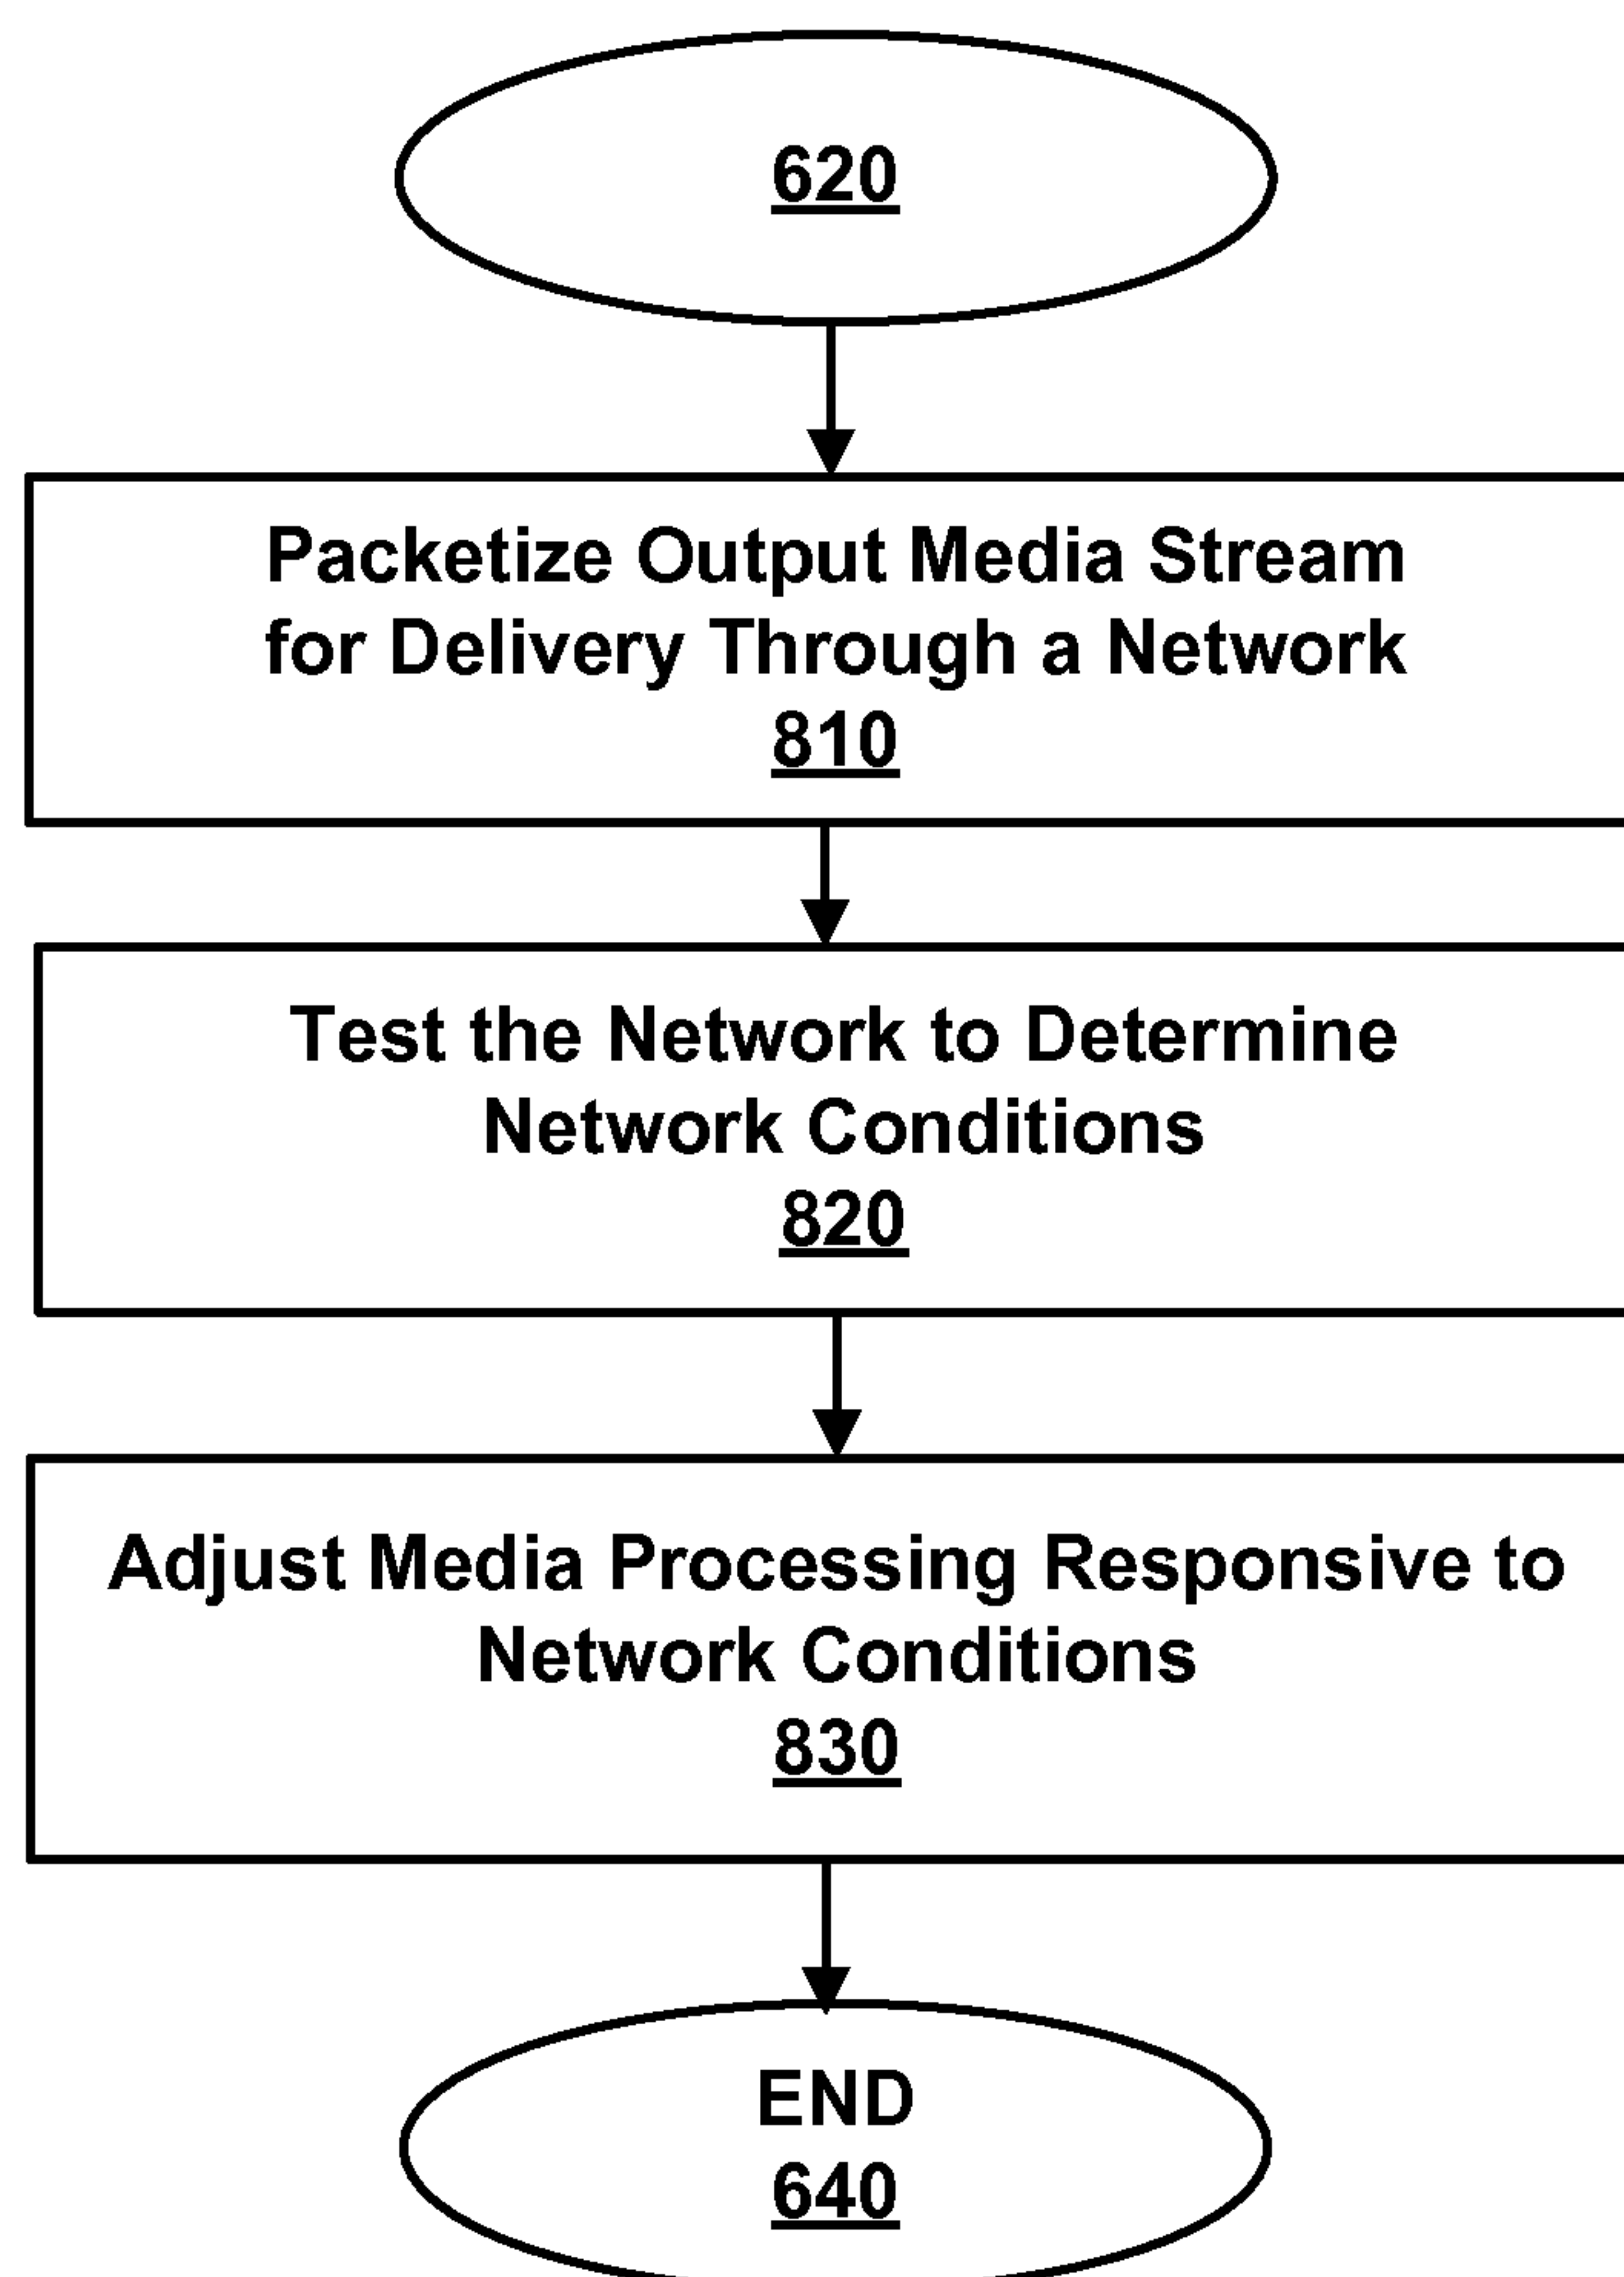 620
Packetize Output Media Stream
for Delivery Through a Network
810
Test the Network to Determine
Network Conditions
820
Adjust Media Processing Responsive to
Network Conditions
830
END
640